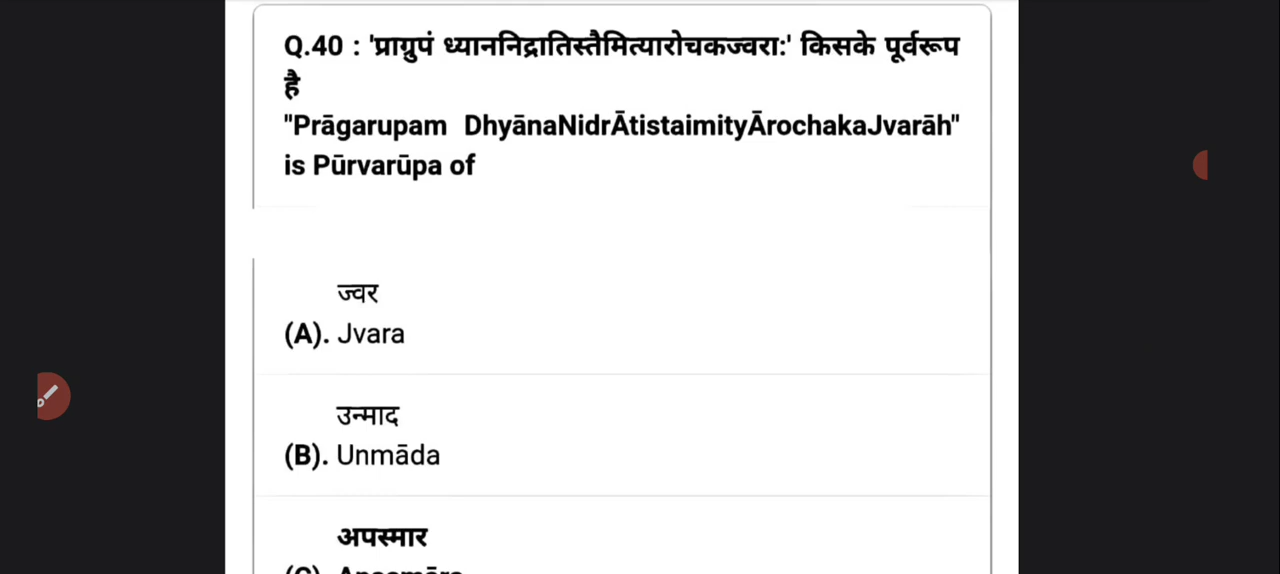 Q.40 : 'प्राग्रुपं ध्याननिद्रातिस्तैमित्यारोचकज्वरा:' किसके पूर्वरूप
है
"Prāgarupam DhyānaNidrĀtistaimityĀrochakaJvarāh"
is Pūrvarūpa of
ज्वर
(A). Jvara
उन्माद
(B). Unmāda
अपस्मार